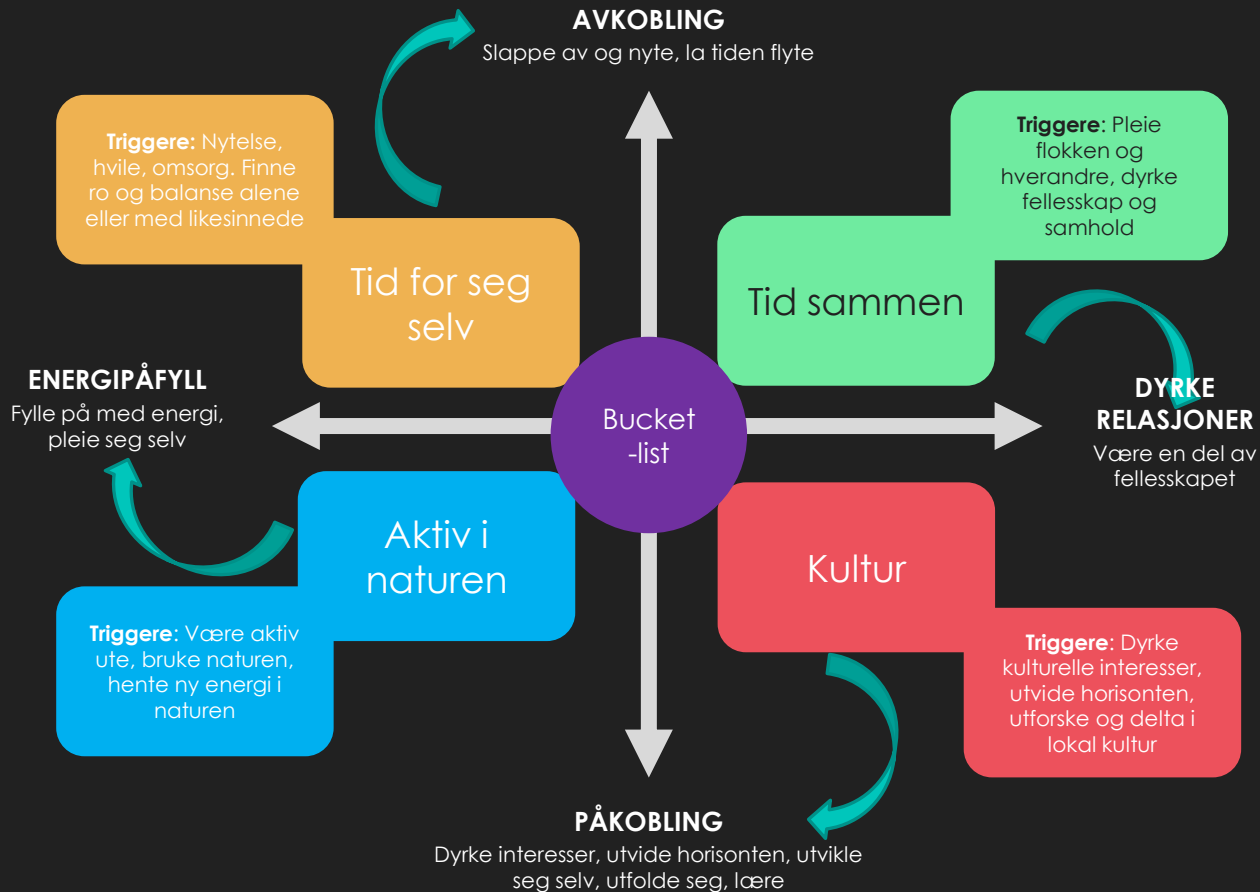 AVKOBLING
Slappe av og nyte, la tiden flyte
Triggere: Nytelse,
hvile, omsorg. Finne
ro og balanse alene
eller med likesinnede
Tid for seg
selv
Triggere: Pleie
flokken og
hverandre, dyrke
fellesskap og
samhold
Tid sammen
ENERGIPÅFYLL
Fylle på med energi,
pleie seg selv
Bucket
-list
DYRKE
RELASJONER
Være en del av
fellesskapet
Aktiv i
naturen
Triggere: Være aktiv
ute, bruke naturen,
hente ny energi i
naturen
Kultur
Triggere: Dyrke
kulturelle interesser,
utvide horisonten,
utforske og delta i
lokal kultur
PÅKOBLING
Dyrke interesser, utvide horisonten, utvikle
seg selv, utfolde seg, lære